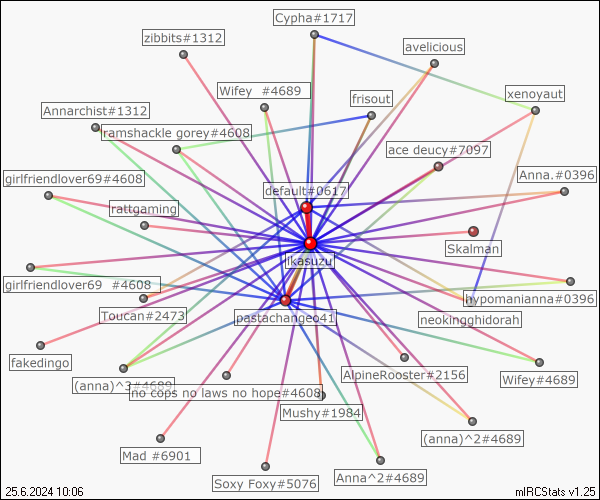 Cypha#1717
zibbits#1312
avelicious
Wifey  #4689
frisout
xenoyaut
Annarchist#1312
ramshackle gorey#4608
ace deucy#7097
girlfriendlover69#4608
default#0617
Anna.#0396
rattgaming
Skalman
ikasuzu
girlfriendlover69  #4608
hypomanianna#0396
Toucan#2473
pastachangeo41
neokingghidorah
fakedingo
AlpineRooster#2156
Wifey#4689
(anna)^3#4689
no cops no laws no hope#4608
Mushy#1984
(anna)^2#4689
Mad #6901
Soxy Foxy#5076
Anna^2#4689
25.6.2024 10:06
mIRCStats v1.25